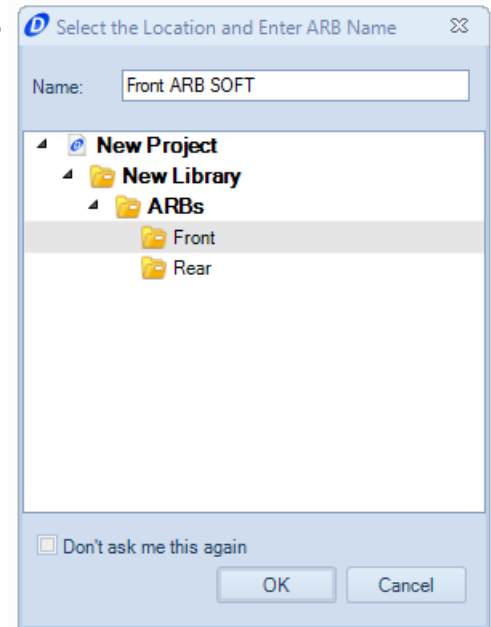 Select the Location and Enter ARB Name
Name: Front ARB SOFT
New Project
New Library
ARBs
Front
Rear
Don't ask me this again
OK Cancel